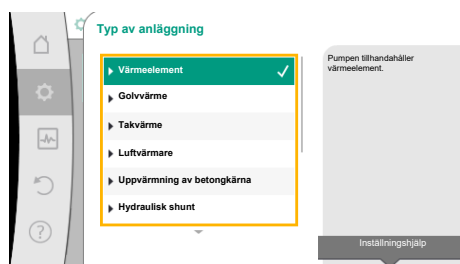 Typ av anläggning
Värmeelement
Golvvärme
Takvärme
Luftvärmare
Uppvärmning av betongkärna
Hydraulisk shunt
Pumpen tillhandahåller
värmeelement.
Inställningshjälp
?